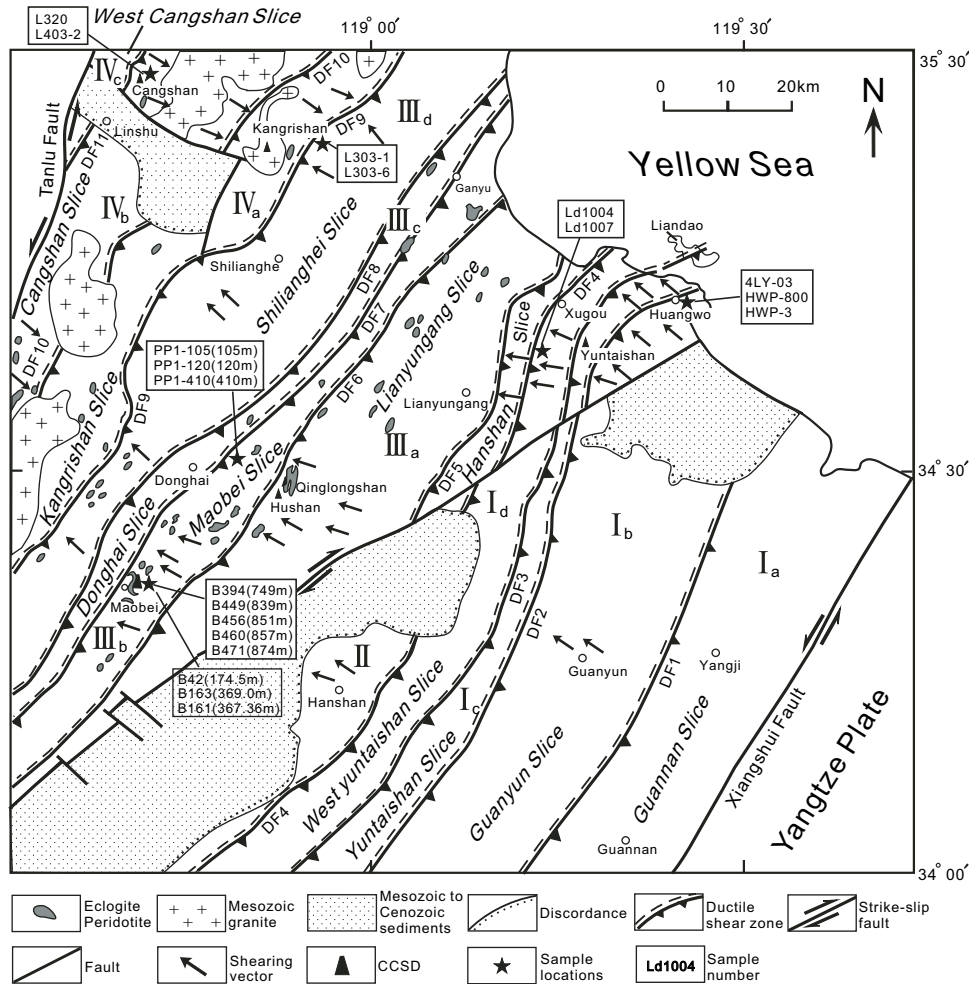 L320
L403-2
West Cangshan Slice
119° 00′
119° 30′
35° 30′
34° 30′
34° 00′
IVc
Cangshan
DF10
0 10 20km
N
Yellow Sea
Kangrishan
DF9
IIId
L303-1
L303-6
Tanlu Fault
Linshu
DF11
Cangshan Slice
IVb
IVa
Ganyu
IIIc
Ld1004
Ld1007
Liandao
Shilianghe
Shilianghei Slice
DF8
DF7
DF4
Xugou
Huangwo
4LY-03
HWP-800
HWP-3
Yuntaishan
DF10
PP1-105(105m)
PP1-120(120m)
PP1-410(410m)
DF6
Lianyungang Slice
Lianyungang
Hanshan Slice
Kangrishan Slice
DF9
IIIa
DF5
Donghai
Maobei Slice
Qinglongshan
Hushan
Id
Ib
Ia
Donghai Slice
Maobei
IIIb
B394(749m)
B449(839m)
B456(851m)
B460(857m)
B471(874m)
B42(174.5m)
B163(369.0m)
B161(367.36m)
II
Hanshan
DF3
DF2
DF1
Guanyun
Yangji
Ic
DF4
West yuntaishan Slice
Yuntaishan Slice
Guanyun Slice
Guannan Slice
Guannan
Xiangshui Fault
Yangtze Plate
Eclogite
Peridotite
Mesozoic
granite
Mesozoic to
Cenozoic
sediments
Discordance
Ductile
shear zone
Strike-slip
fault
Fault
Shearing
vector
CCSD
Sample
locations
Ld1004
Sample
number